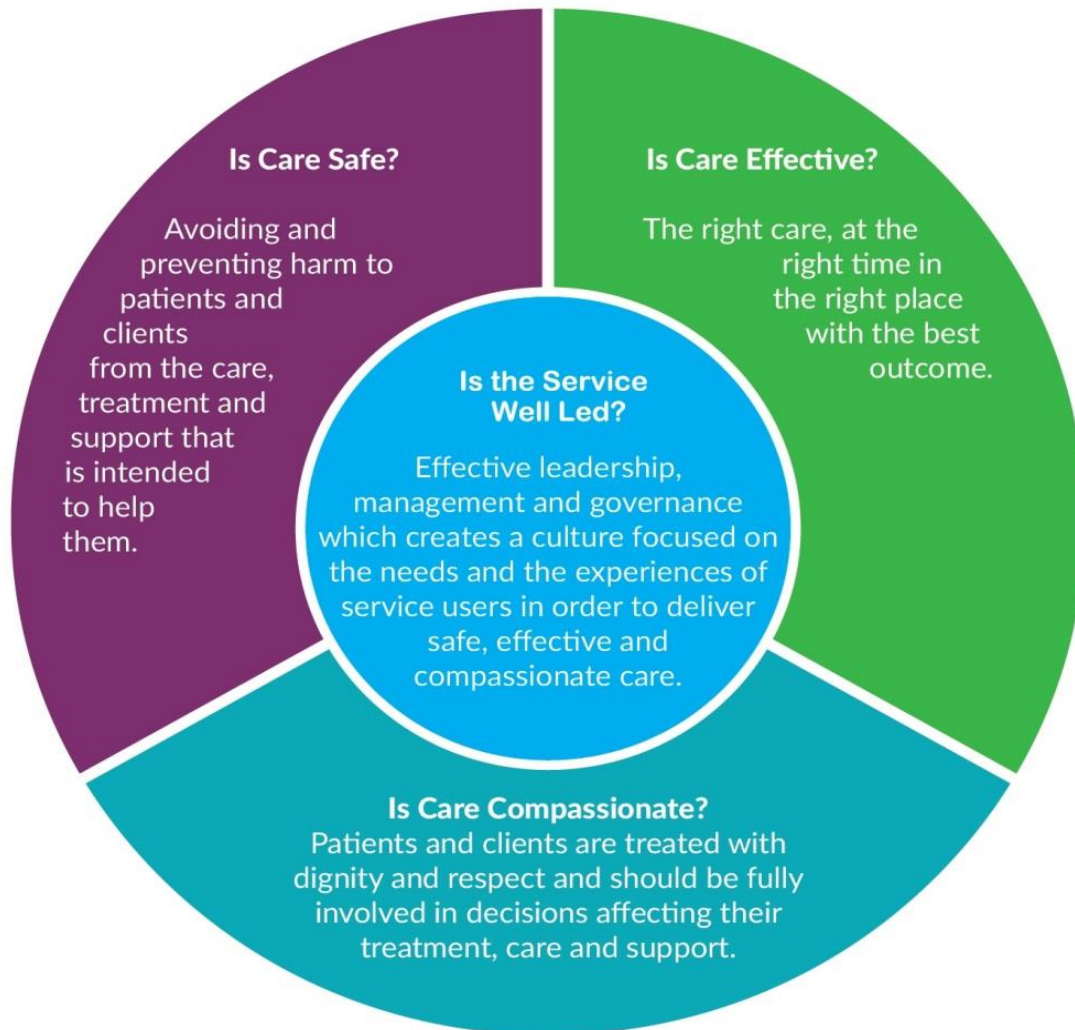 Is Care Safe?
Avoiding and
preventing harm to
patients and
clients
from the care,
treatment and
support that
is intended
to help
them.
Is Care Effective?
The right care, at the
right time in
the right place
with the best
outcome.
Is the Service
Well Led?
Effective leadership,
management and governance
which creates a culture focused on
the needs and the experiences of
service users in order to deliver
safe, effective and
compassionate care.
Is Care Compassionate?
Patients and clients are treated with
dignity and respect and should be fully
involved in decisions affecting their
treatment, care and support.